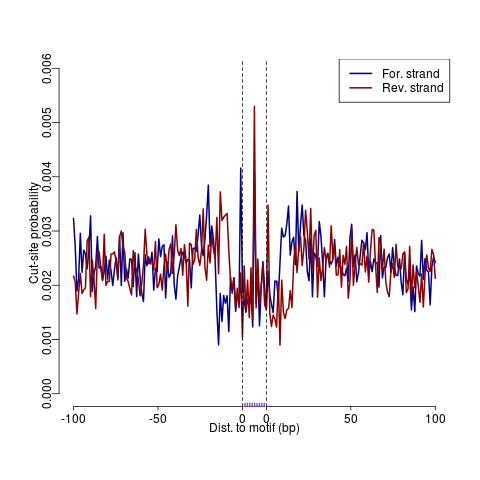 For. strand
Rev. strand
Cut-site probability
0.006
0.005
0.004
0.003
0.002
0.001
0.000
-100 -50 0 0 50 100
Dist. to motif (bp)